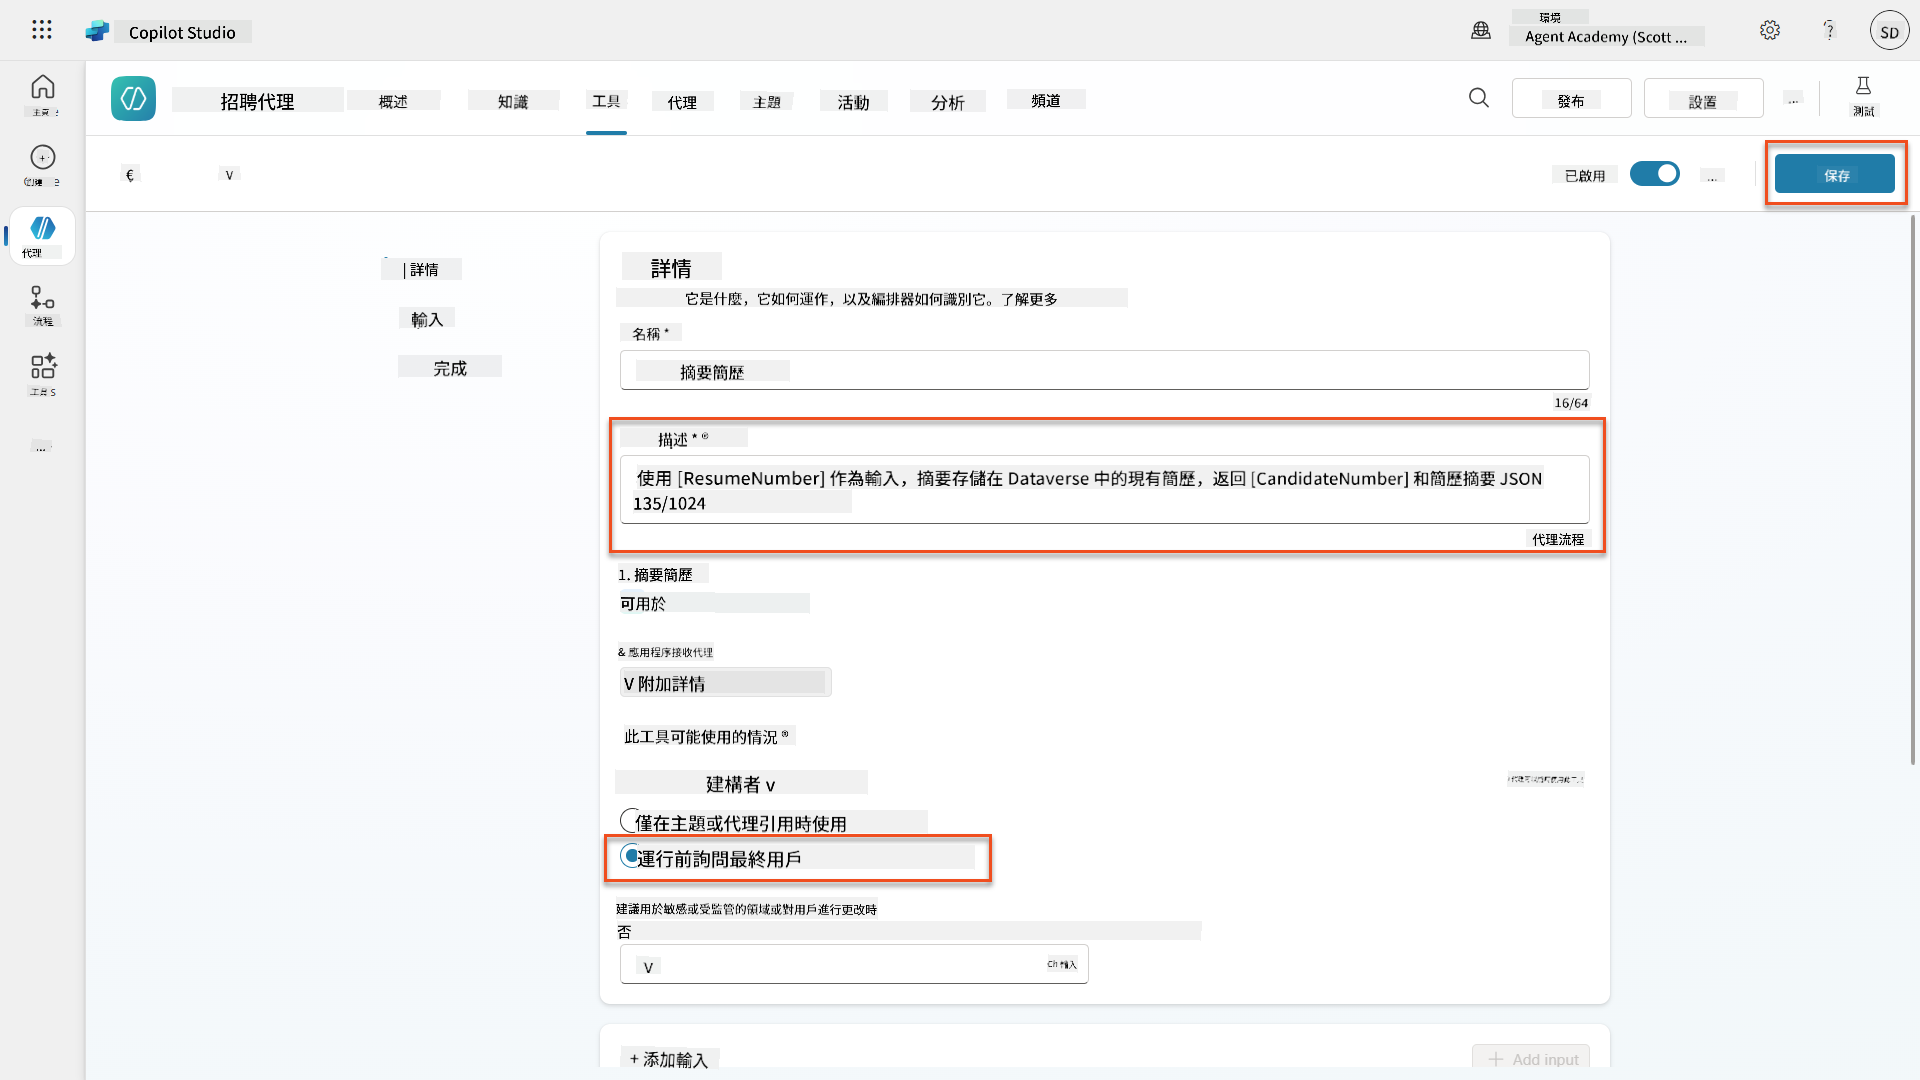 Copilot Studio
環境
Agent Academy (Scott ...
SD
主頁
創建
代理
流程
工具 s
...
招聘代理
概述
知識
工具
代理
主題
活動
分析
頻道
發布
設置
...
測試
€
v
已啟用
...
保存
| 詳情
輸入
完成
詳情
它是什麼，它如何運作，以及編排器如何識別它。了解更多
名稱 *
摘要簡歷
16/64
描述 * ®
使用 [ResumeNumber] 作為輸入，摘要存儲在 Dataverse 中的現有簡歷，返回 [CandidateNumber] 和簡歷摘要 JSON
135/1024
代理流程
1. 摘要簡歷
可用於
& 應用程序接收代理
V 附加詳情
此工具可能使用的情況 ®
建構者 v
僅在主題或代理引用時使用
運行前詢問最終用戶
建議用於敏感或受監管的領域或對用戶進行更改時
否
V
Ch 輸入
+ 添加輸入
Add input